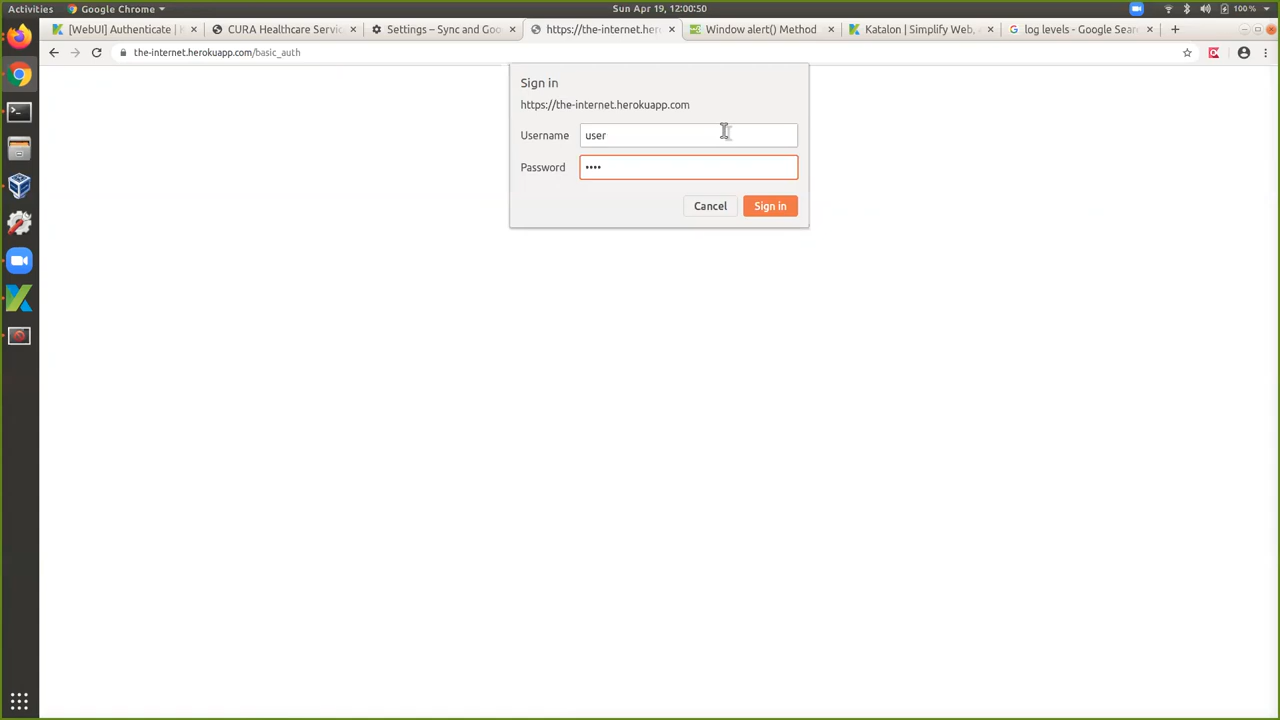 Activities
Google Chrome
Sun Apr 19, 12:00:50
100 %
[WebUI] Authenticate |
CURA Healthcare Servic
Settings – Sync and Goo
https://the-internet.her
Window alert() Method
Katalon | Simplify Web,
log levels - Google Sear
the-internet.herokuapp.com/basic_auth
Sign in
https://the-internet.herokuapp.com
Username
user
Password
••••
Cancel
Sign in